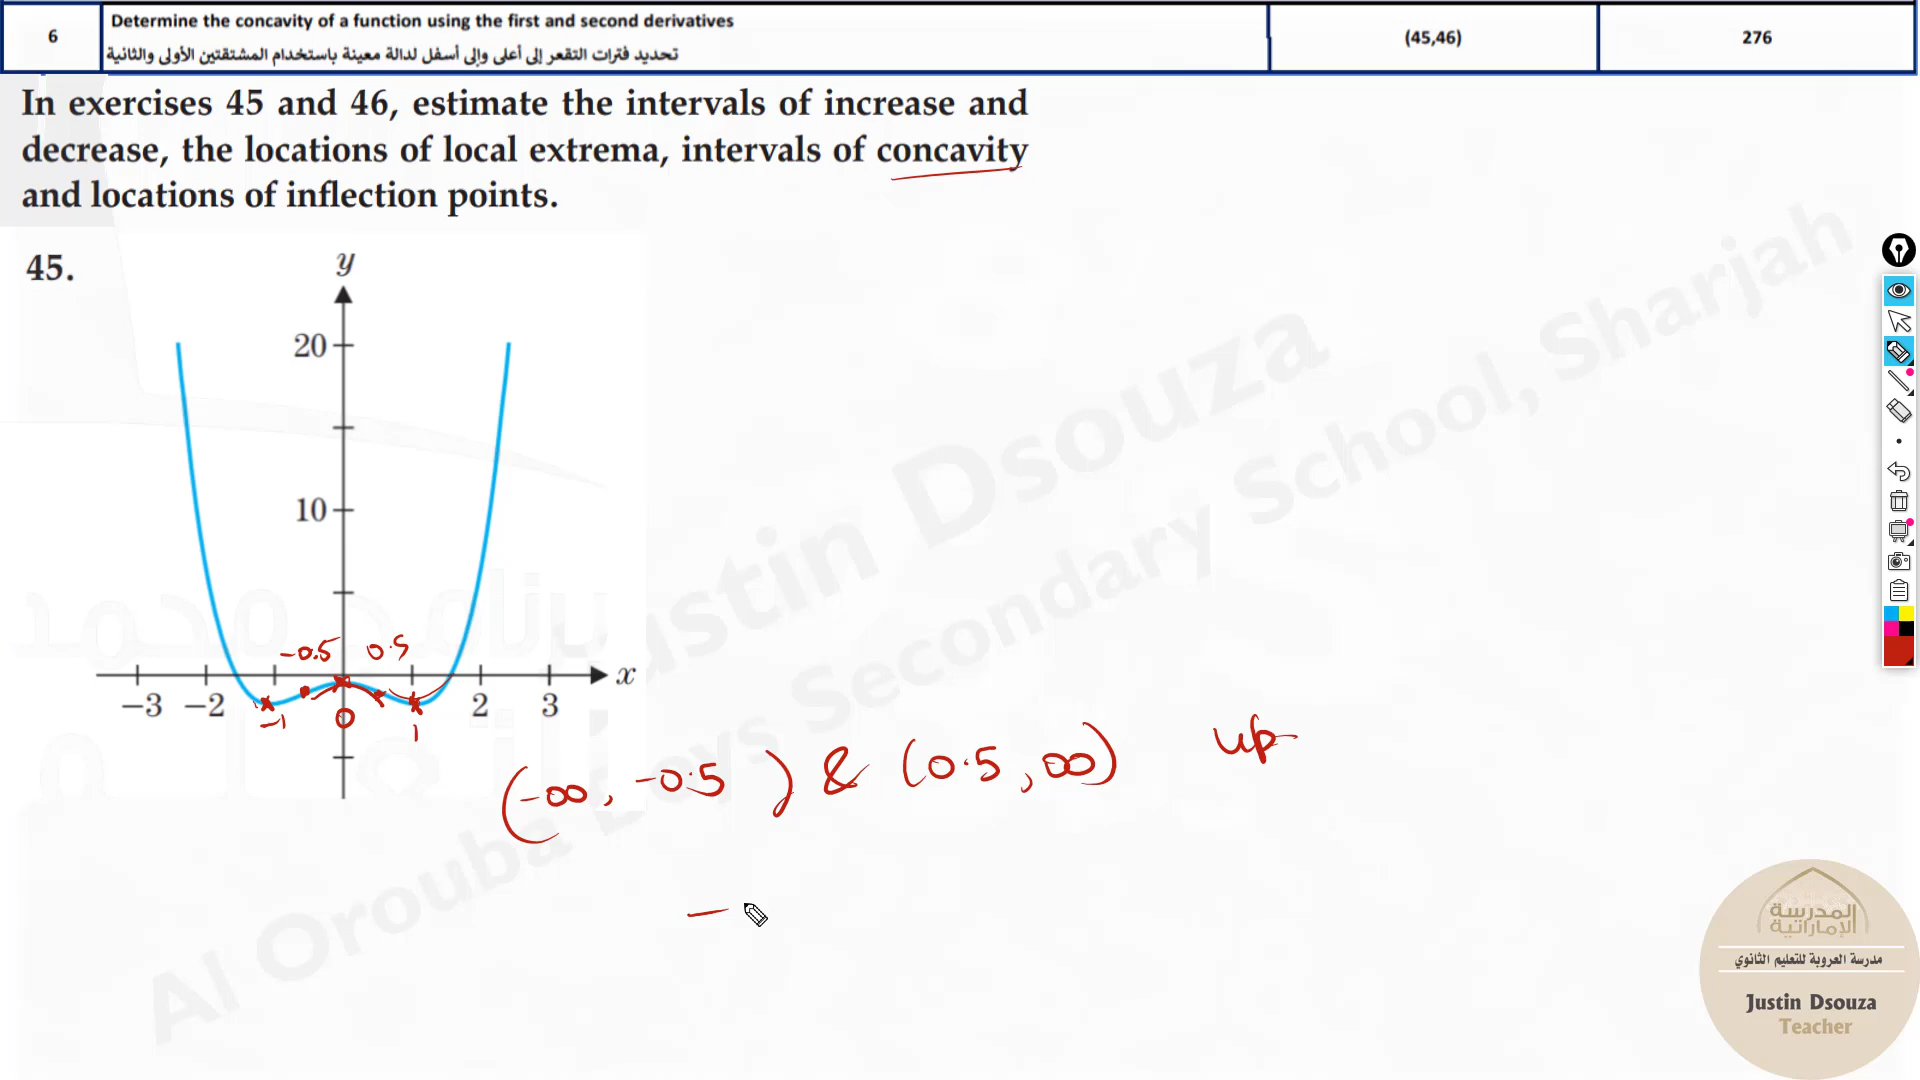 6
Determine the concavity of a function using the first and second derivatives
تحديد فترات التقعر إلى أعلى وإلى أسفل لدالة معينة باستخدام المشتقتين الأولى والثانية
(45,46)
276
In exercises 45 and 46, estimate the intervals of increase and
decrease, the locations of local extrema, intervals of concavity
and locations of inflection points.
45.
y
20
10
-0.5 0.5
x
−3 −2 2 3
-1 0 1
(-∞, -0.5) & (0.5, ∞) up
Justin Dsouza
Al Orouba Boys Secondary School, Sharjah
المدرسة
الإماراتية
مدرسة العروبة للتعليم الثانوي
Justin Dsouza
Teacher